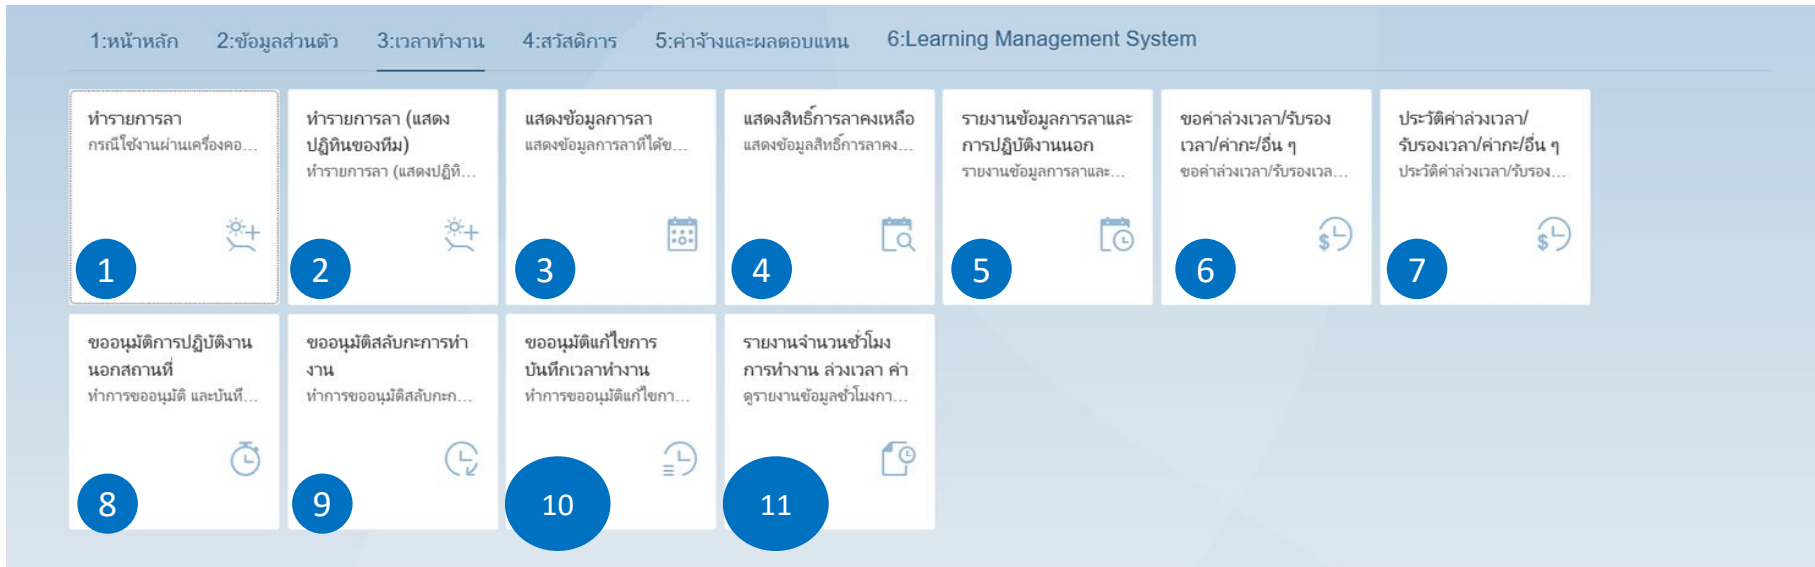 1:หน้าหลัก 2:ข้อมูลส่วนตัว 3:เวลาทำงาน 4:สวัสดิการ 5:ค่าจ้างและผลตอบแทน 6:Learning Management System
ทำรายการลา
กรณีใช้งานผ่านเครื่องคอ...
1
ทำรายการลา (แสดง
ปฏิทินของทีม)
ทำรายการลา (แสดงปฏิทิ...
2
แสดงข้อมูลการลา
แสดงข้อมูลการลาที่ได้ข...
3
แสดงสิทธิ์การลาคงเหลือ
แสดงข้อมูลสิทธิ์การลาคง...
4
รายงานข้อมูลการลาและ
การปฏิบัติงานนอก
รายงานข้อมูลการลาและ...
5
ขอค่าล่วงเวลา/รับรอง
เวลา/ค่ากะ/อื่น ๆ
ขอค่าล่วงเวลา/รับรองเวล...
6
ประวัติค่าล่วงเวลา/
รับรองเวลา/ค่ากะ/อื่น ๆ
ประวัติค่าล่วงเวลา/รับรอง...
7
ขออนุมัติการปฏิบัติงาน
นอกสถานที่
ทำการขออนุมัติ และบันทึ...
8
ขออนุมัติสลับกะการทำ
งาน
ทำการขออนุมัติสลับกะก...
9
ขออนุมัติแก้ไขการ
บันทึกเวลาทำงาน
ทำการขออนุมัติแก้ไขกา...
10
รายงานจำนวนชั่วโมง
การทำงาน ล่วงเวลา ค่า
ดูรายงานข้อมูลชั่วโมงกา...
11